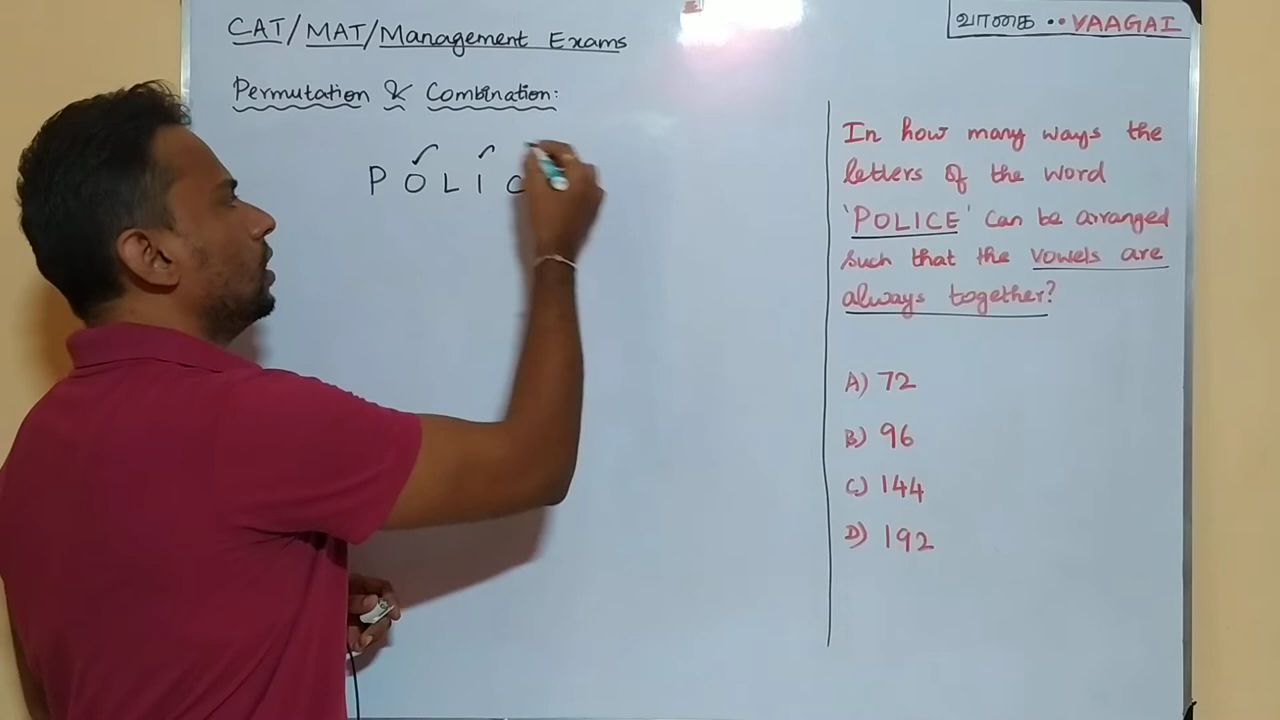 CAT/MAT/Management Exams
வாகை ··VAAGAI
Permutation & Combination:
P O L I C
In how many ways the
letters of the word
'POLICE' can be arranged
such that the vowels are
always together?
A) 72
B) 96
C) 144
D) 192